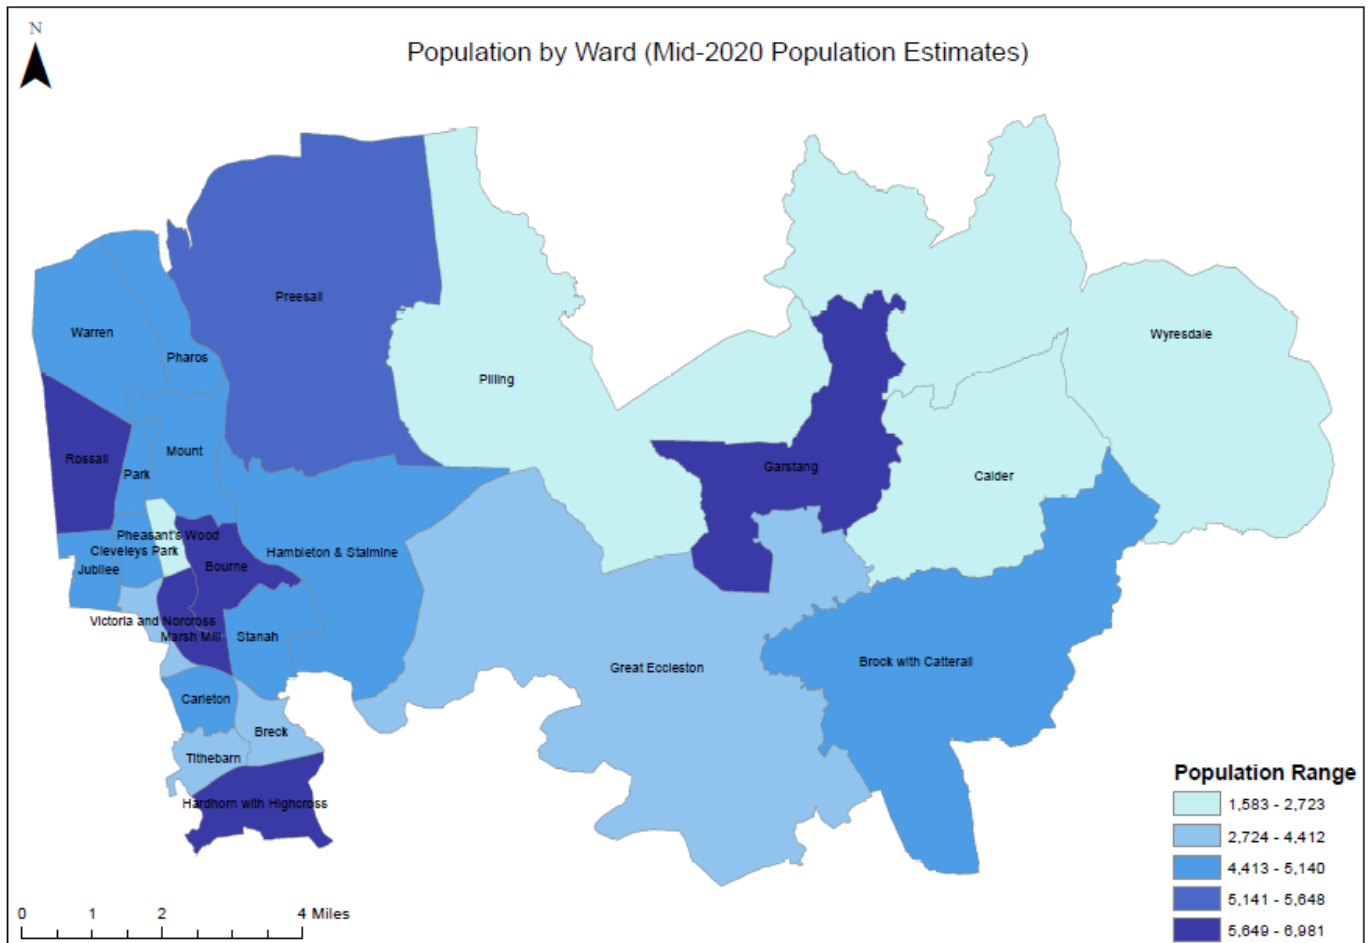 N
Population by Ward (Mid-2020 Population Estimates)
Preesall
Warren
Wyresdale
Pharos
Pilling
Mount
Rossall
Garstang
Park
Calder
Pheasant's Wood
Cleveleys Park
Hambleton & Stalmine
Bourne
Jubilee
Victoria and Norcross
Marsh Mill
Stanah
Great Eccleston
Brock with Catterall
Carleton
Breck
Tithebarn
Hardhorn with Highcross
Population Range
1,583 - 2,723
2,724 - 4,412
4,413 - 5,140
5,141 - 5,648
5,649 - 6,981
0 1 2 4 Miles